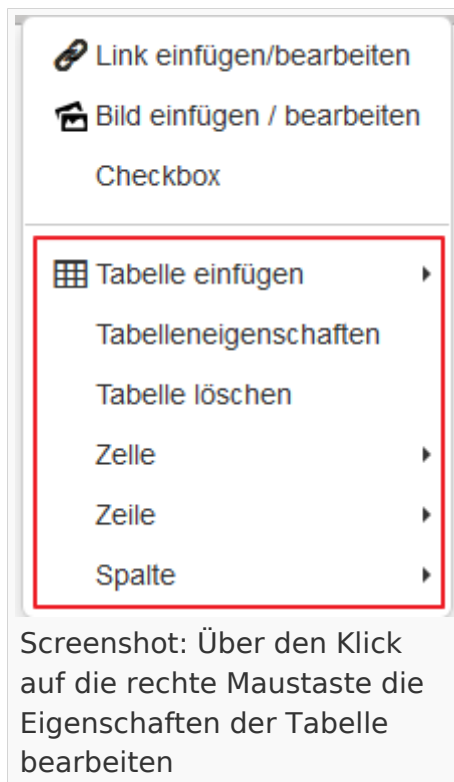 Link einfügen/bearbeiten
Bild einfügen / bearbeiten
Checkbox
Tabelle einfügen
Tabelleneigenschaften
Tabelle löschen
Zelle
Zeile
Spalte
Screenshot: Über den Klick
auf die rechte Maustaste die
Eigenschaften der Tabelle
bearbeiten